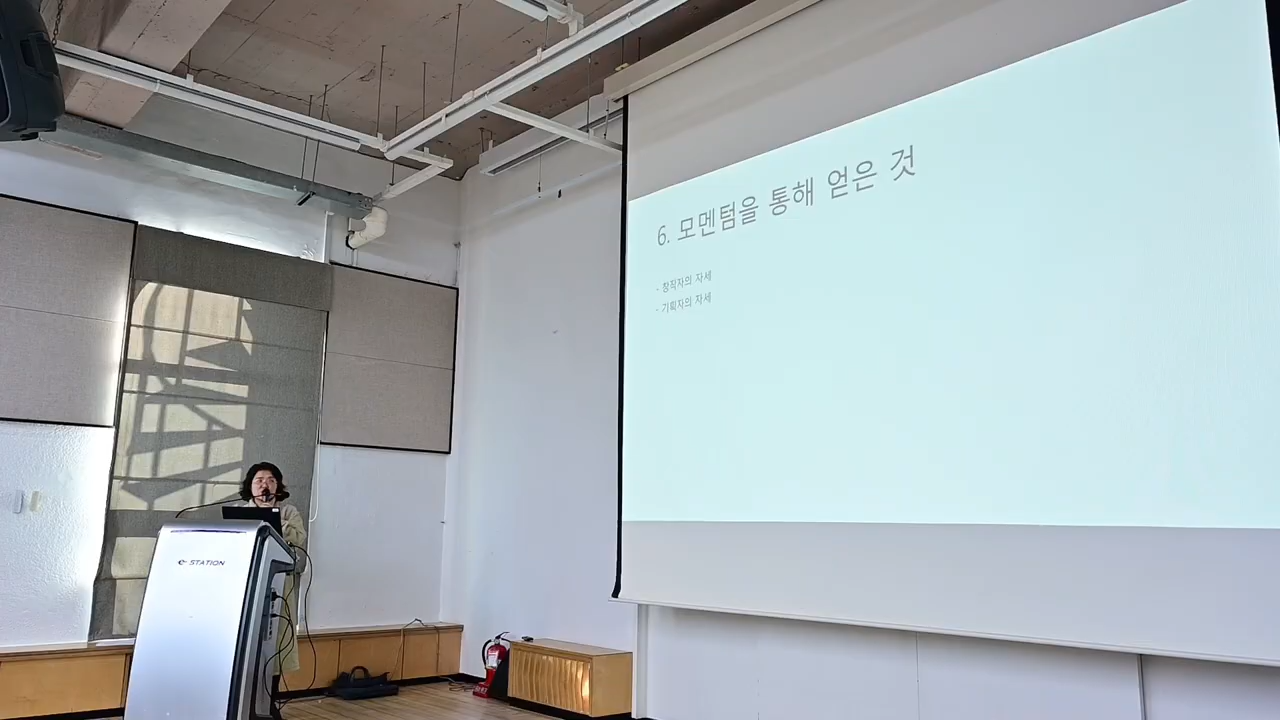 6. 모멘텀을 통해 얻은 것
- 창작자의 자세
- 기획자의 자세
e- STATION